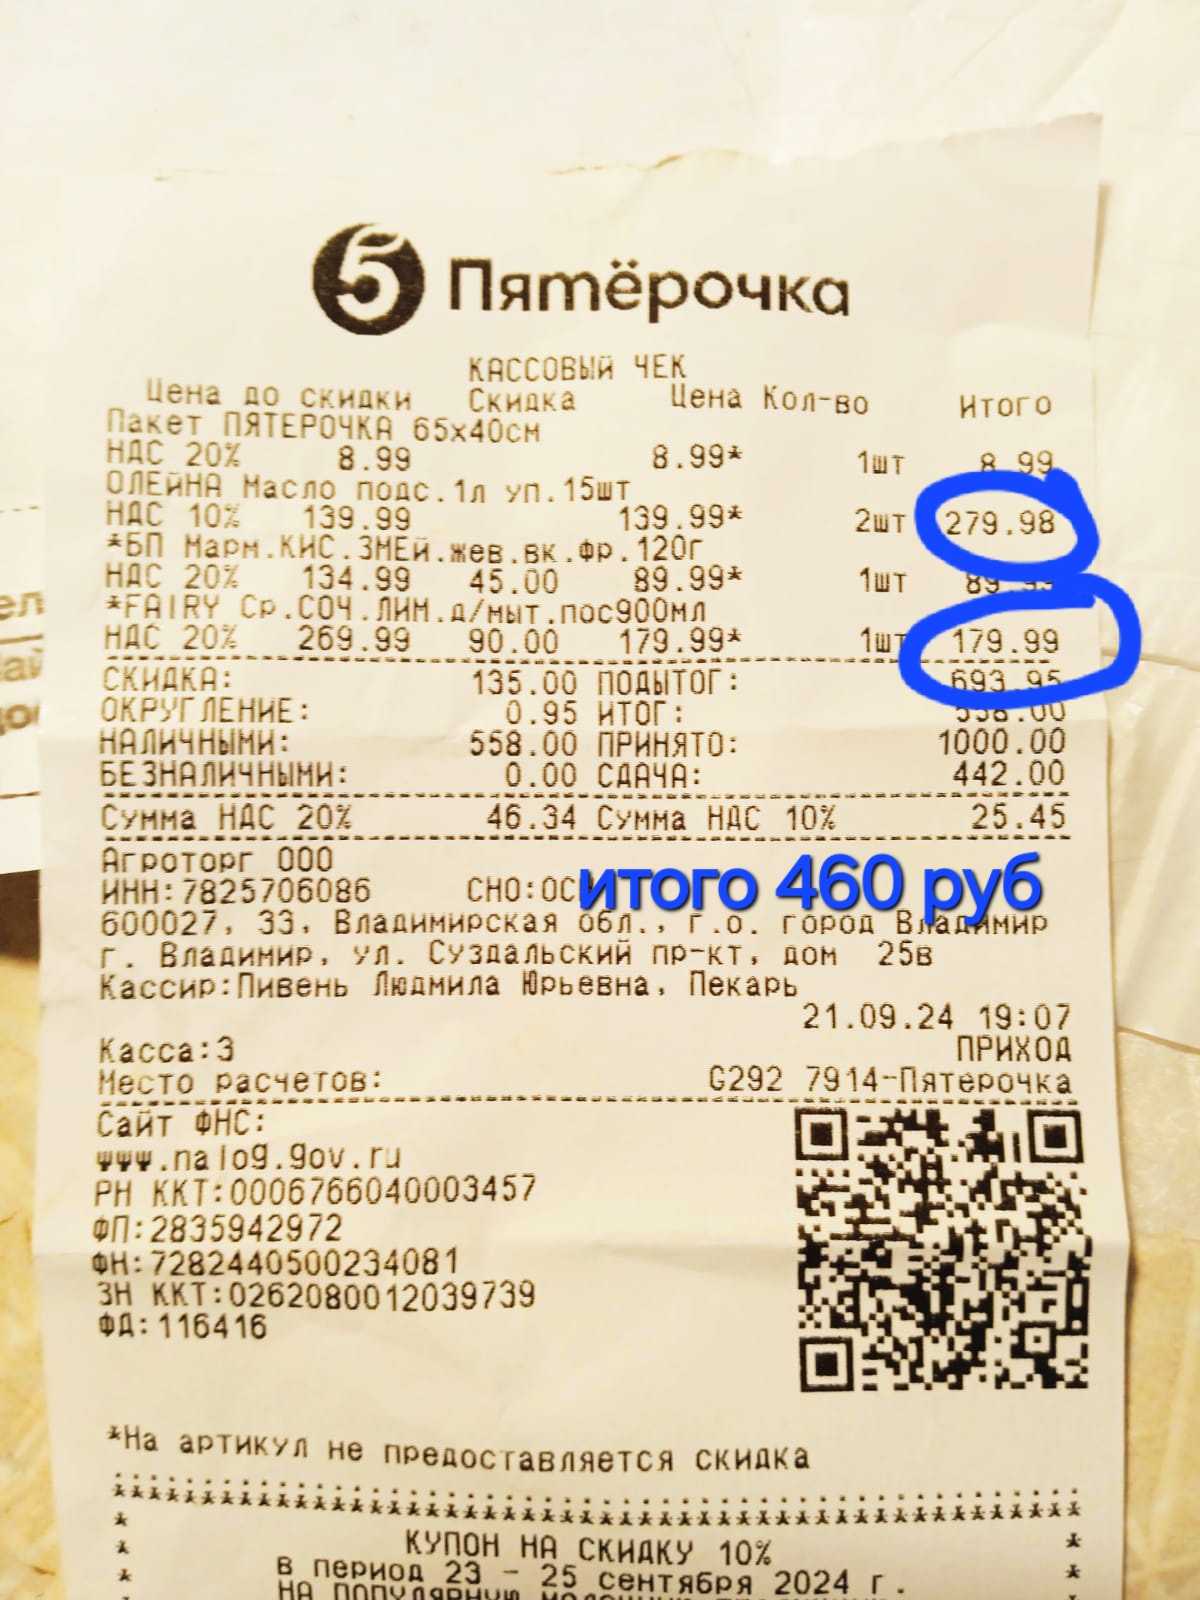 5 Пятёрочка
КАССОВЫЙ ЧЕК
Цена до скидки Скидка Цена Кол-во Итого
Пакет ПЯТЕРОЧКА 65х40см
НДС 20% 8.99 8.99* 1шт 8.99
ОЛЕЙНА Масло подс.1л уп.15шт
НДС 10% 139.99 139.99* 2шт 279.98
*БП Марм.КИС.ЗМЕЙ.жев.вк.фр.120г
НДС 20% 134.99 45.00 89.99* 1шт 89.99
*FAIRY Ср.СОЧ.ЛИМ.д/мыт.пос900мл
НДС 20% 269.99 90.00 179.99* 1шт 179.99
СКИДКА: 135.00 ПОДЫТОГ: 693.95
ОКРУГЛЕНИЕ: 0.95 ИТОГ: 558.00
НАЛИЧНЫМИ: 558.00 ПРИНЯТО: 1000.00
БЕЗНАЛИЧНЫМИ: 0.00 СДАЧА: 442.00
Сумма НДС 20% 46.34 Сумма НДС 10% 25.45
Агроторг ООО
ИНН:7825706086 СНО:ОС
итого 460 руб
600027, 33, Владимирская обл., г.о. город Владимир
г. Владимир, ул. Суздальский пр-кт, дом 25в
Кассир:Пивень Людмила Юрьевна, Пекарь
21.09.24 19:07
Касса:3 ПРИХОД
Место расчетов: G292 7914-Пятерочка
Сайт ФНС:
www.nalog.gov.ru
РН ККТ:0006766040003457
ФП:2835942972
ФН:7282440500234081
ЗН ККТ:0262080012039739
ФД:116416
*На артикул не предоставляется скидка
КУПОН НА СКИДКУ 10%
в период 23 - 25 сентября 2024 г.
НА ПОПУЛЯРНУЮ